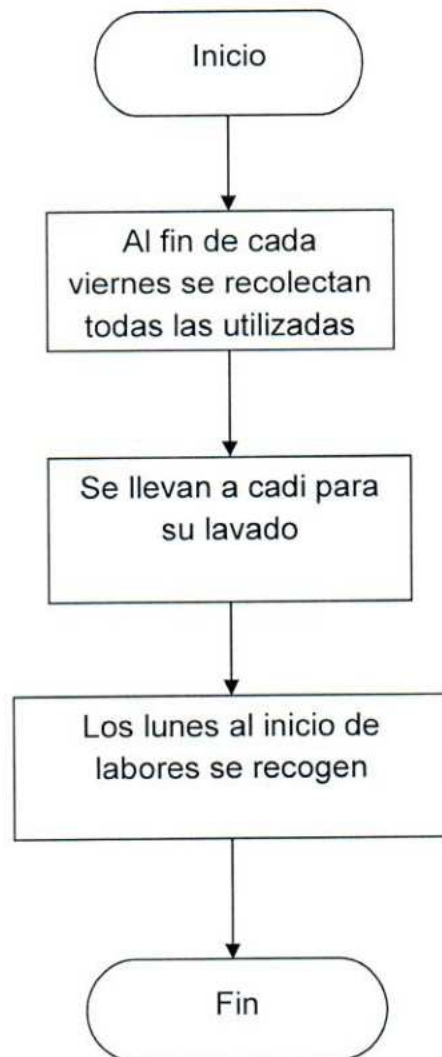 Inicio
Al fin de cada
viernes se recolectan
todas las utilizadas
Se llevan a cadi para
su lavado
Los lunes al inicio de
labores se recogen
Fin